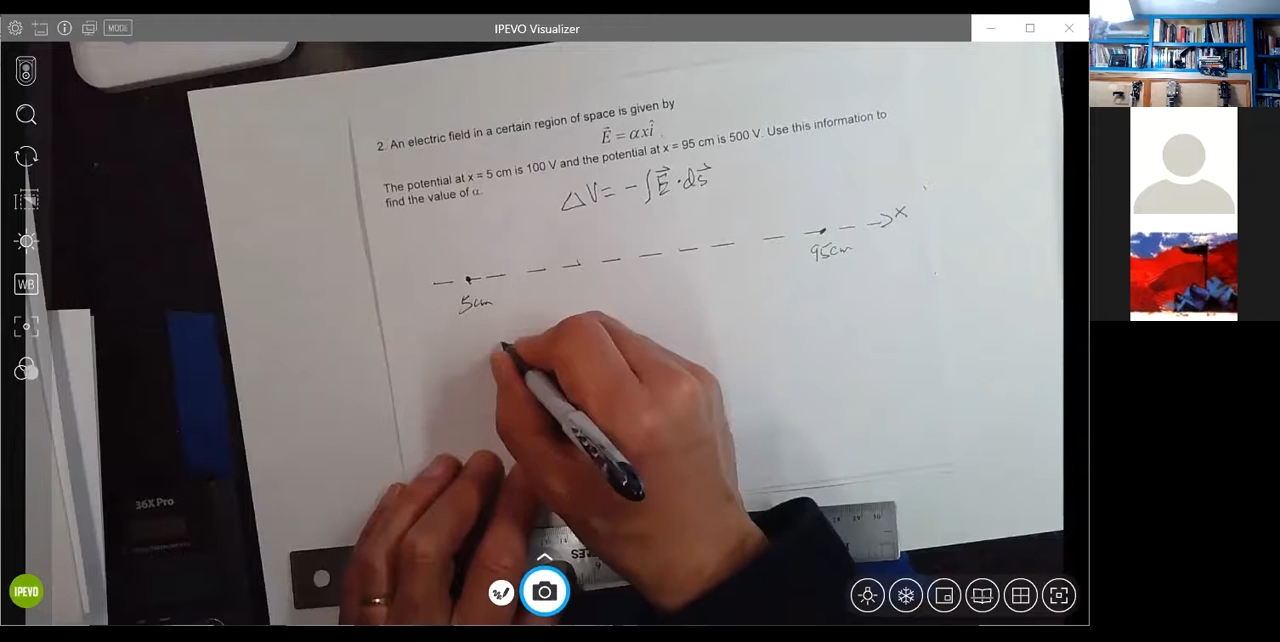 IPEVO Visualizer
MODE
2. An electric field in a certain region of space is given by
E⃗ = αxî
The potential at x = 5 cm is 100 V and the potential at x = 95 cm is 500 V. Use this information to
find the value of α.
ΔV = - ∫E⃗ · ds⃗
x
95cm
5cm
WB
36X Pro
IPEVO